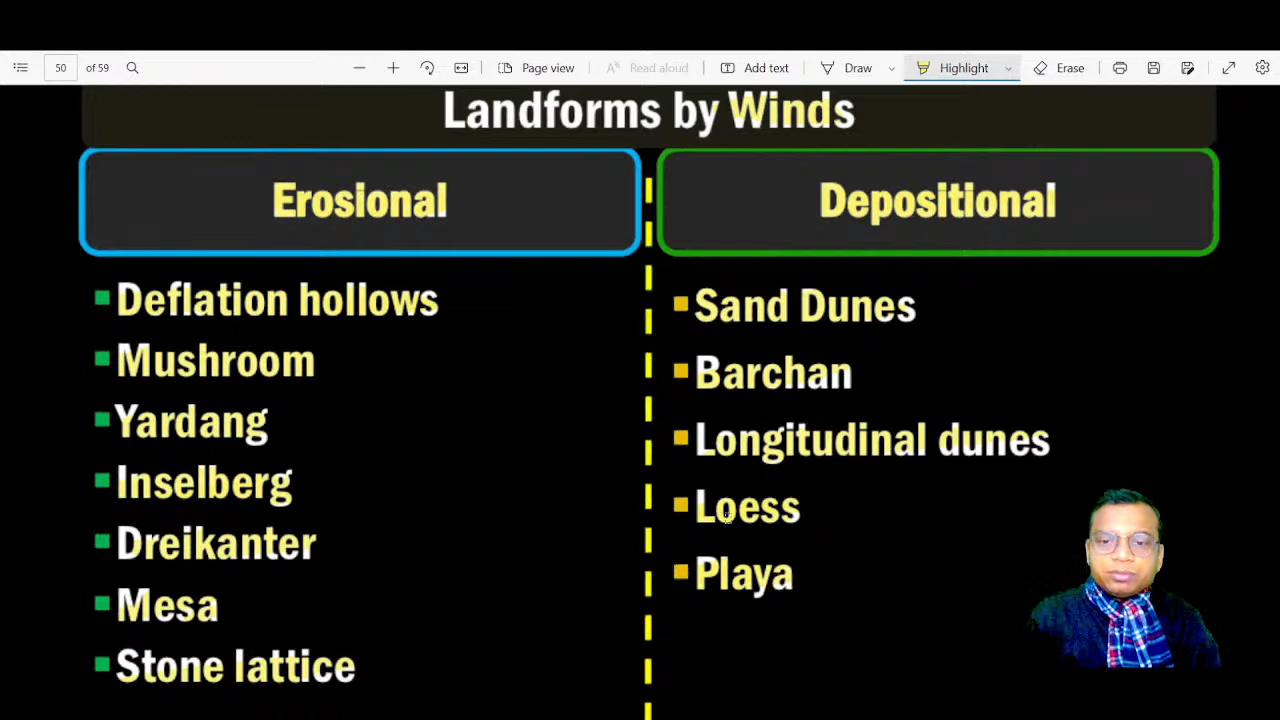 50 of 59 Page view Read aloud Add text Draw Highlight Erase
Landforms by Winds
Erosional
Deflation hollows
Mushroom
Yardang
Inselberg
Dreikanter
Mesa
Stone lattice
Depositional
Sand Dunes
Barchan
Longitudinal dunes
Loess
Playa